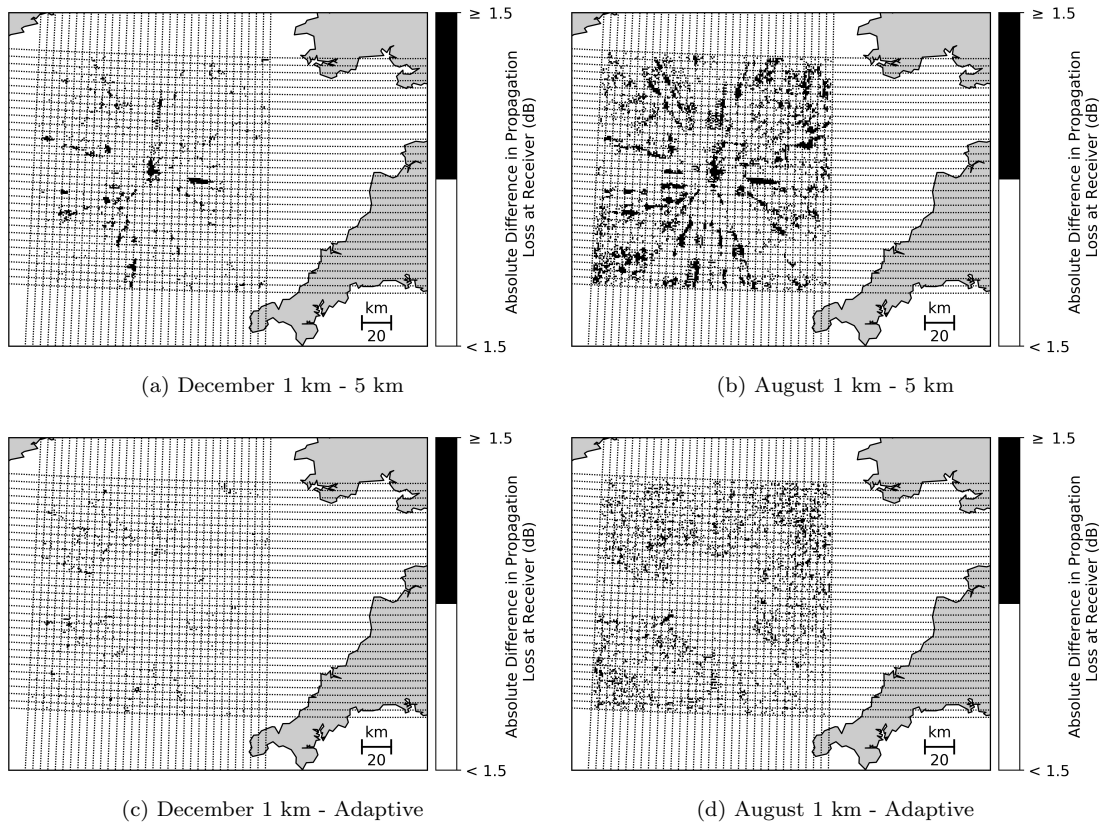 ≥ 1.5
Absolute Difference in Propagation
Loss at Receiver (dB)
km
20
< 1.5
(a) December 1 km - 5 km
≥ 1.5
Absolute Difference in Propagation
Loss at Receiver (dB)
km
20
< 1.5
(b) August 1 km - 5 km
≥ 1.5
Absolute Difference in Propagation
Loss at Receiver (dB)
km
20
< 1.5
(c) December 1 km - Adaptive
≥ 1.5
Absolute Difference in Propagation
Loss at Receiver (dB)
km
20
< 1.5
(d) August 1 km - Adaptive